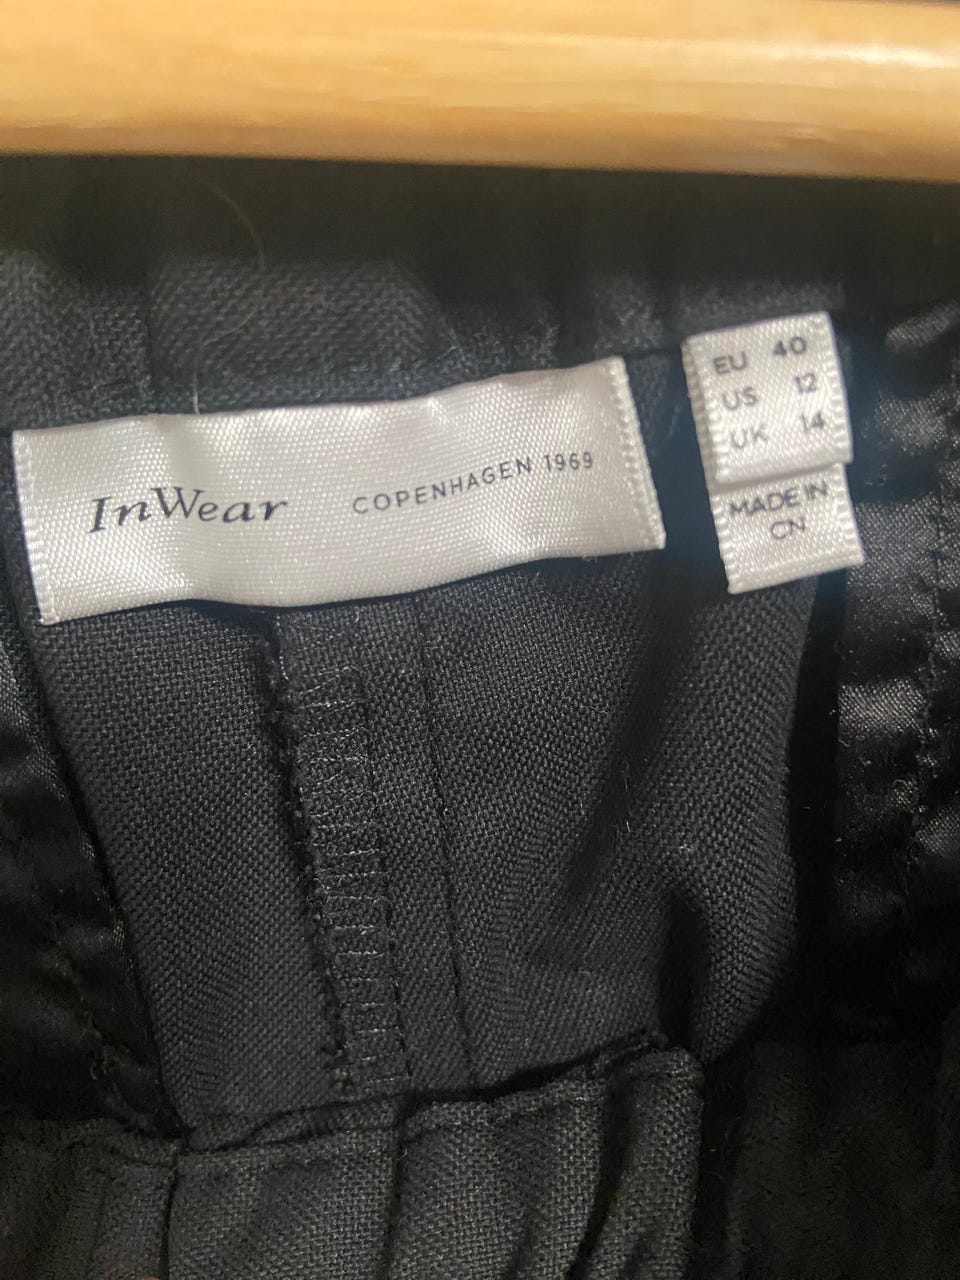 InWear COPENHAGEN 1969
EU 40
US 12
UK 14
MADE IN
CN